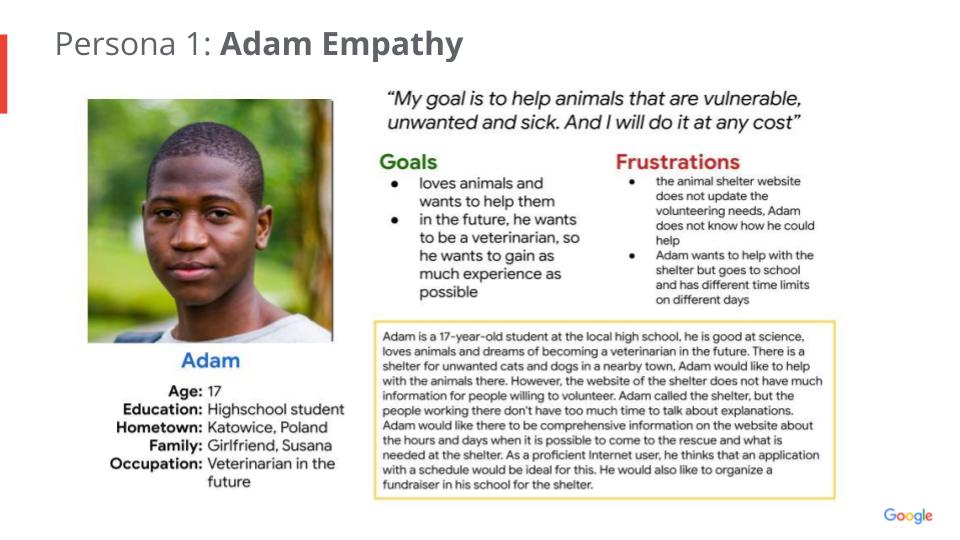 Persona 1: Adam Empathy
“My goal is to help animals that are vulnerable,
unwanted and sick. And I will do it at any cost”
Goals
● loves animals and
wants to help them
● in the future, he wants
to be a veterinarian, so
he wants to gain as
much experience as
possible
Frustrations
● the animal shelter website
does not update the
volunteering needs, Adam
does not know how he could
help
● Adam wants to help with the
shelter but goes to school
and has different time limits
on different days
Adam
Age: 17
Education: Highschool student
Hometown: Katowice, Poland
Family: Girlfriend, Susana
Occupation: Veterinarian in the
future
Adam is a 17-year-old student at the local high school, he is good at science,
loves animals and dreams of becoming a veterinarian in the future. There is a
shelter for unwanted cats and dogs in a nearby town, Adam would like to help
with the animals there. However, the website of the shelter does not have much
information for people willing to volunteer. Adam called the shelter, but the
people working there don't have too much time to talk about explanations.
Adam would like there to be comprehensive information on the website about
the hours and days when it is possible to come to the rescue and what is
needed at the shelter. As a proficient Internet user, he thinks that an application
with a schedule would be ideal for this. He would also like to organize a
fundraiser in his school for the shelter.
Google